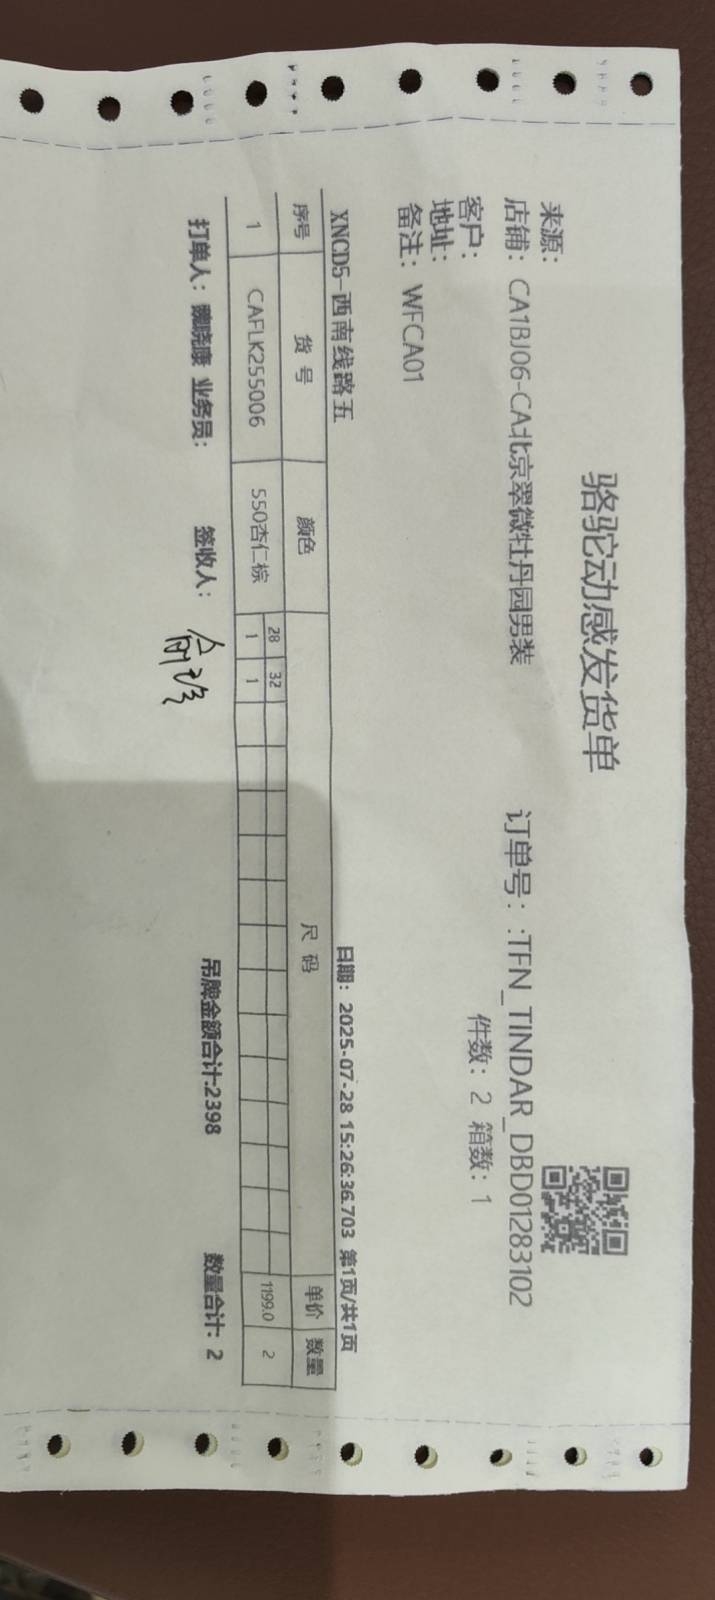 骆驼动感发货单
来源：
店铺：CA1BJ06-CA北京翠微牡丹园男装 订单号：:TFN_TINDAR_DBD01283102
客户： 件数：2 箱数：1
地址：
备注：WFCA01
XNCD5-西南线路五 日期：2025-07-28 15:26:36.703 第1页/共1页
序号 货号 颜色 尺码 单价 数量
28 32
1 CAFLK255006 550杏仁棕 1 1 1199.0 2
打单人：魏晓康 业务员： 签收人： 吊牌金额合计:2398 数量合计：2